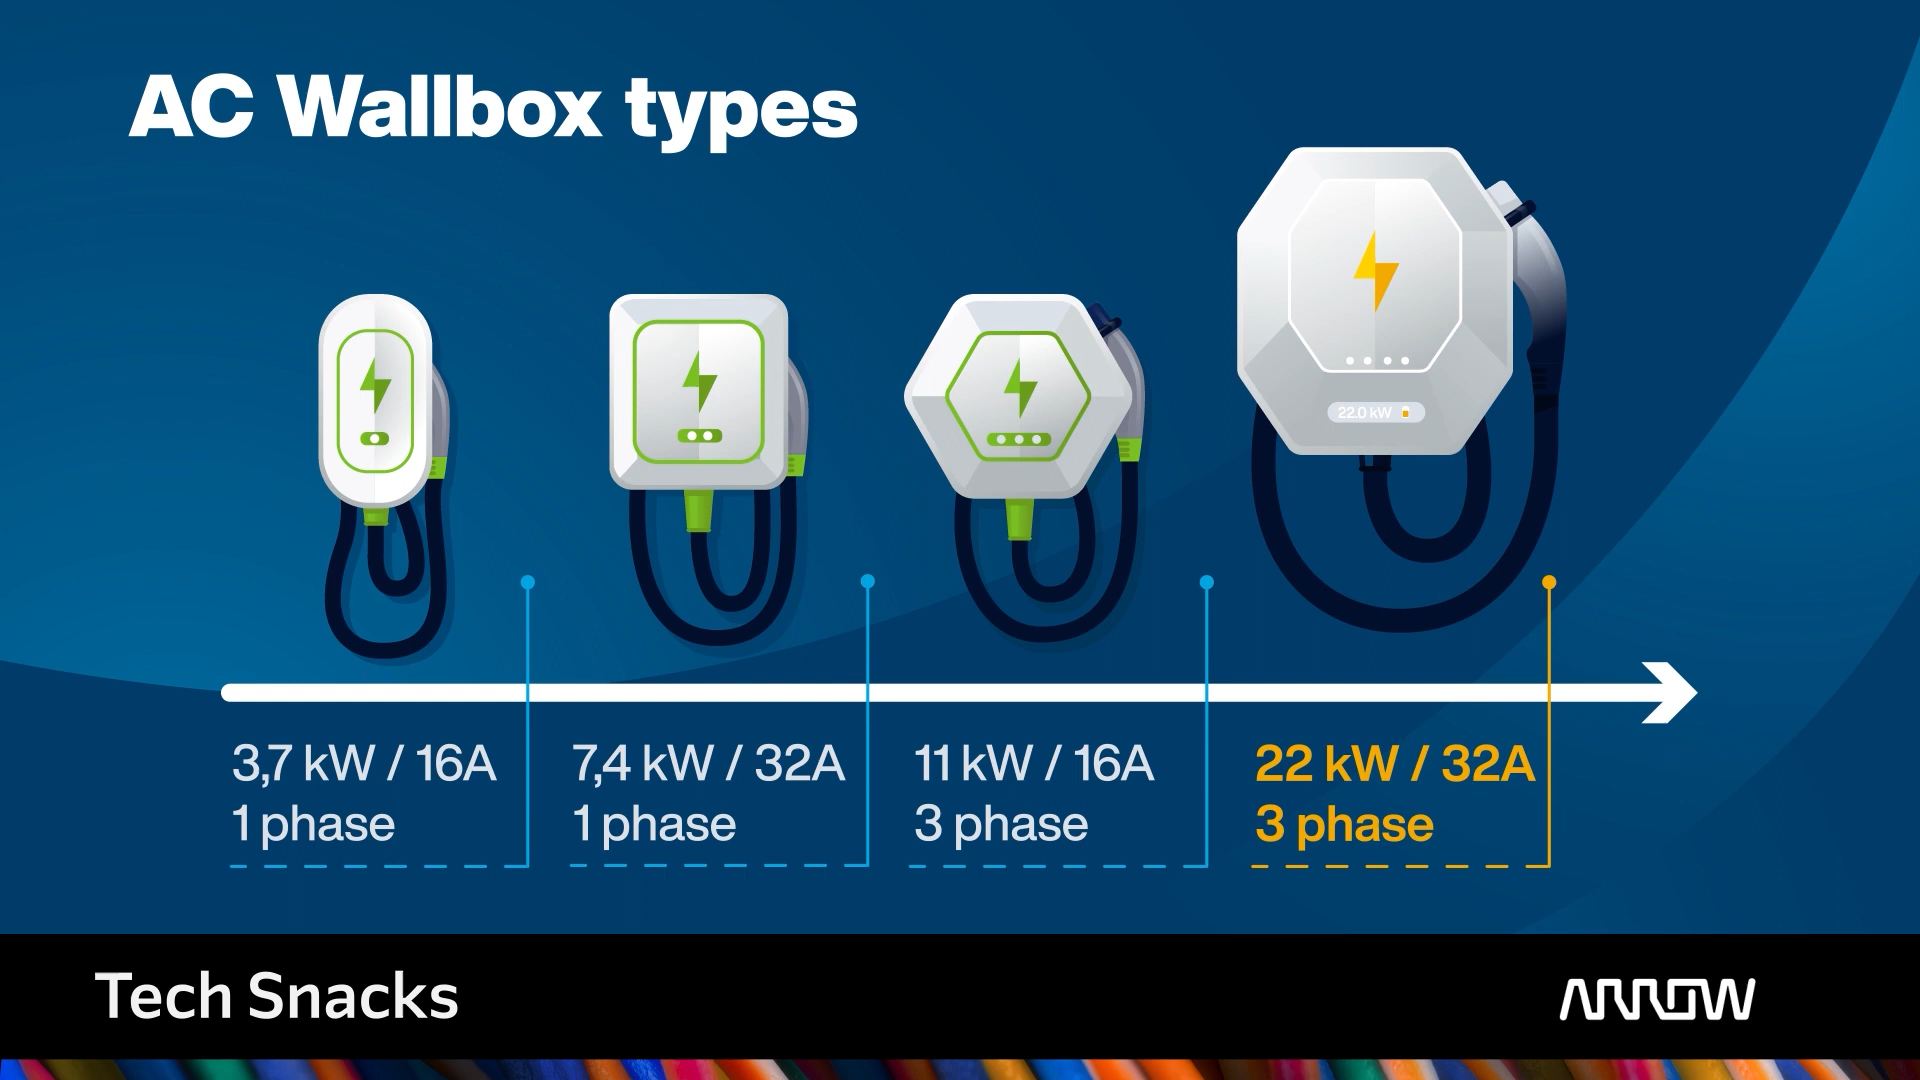 AC Wallbox types
22.0 kW
3,7 kW / 16A
1 phase
7,4 kW / 32A
1 phase
11 kW / 16A
3 phase
22 kW / 32A
3 phase
Tech Snacks
ARROW